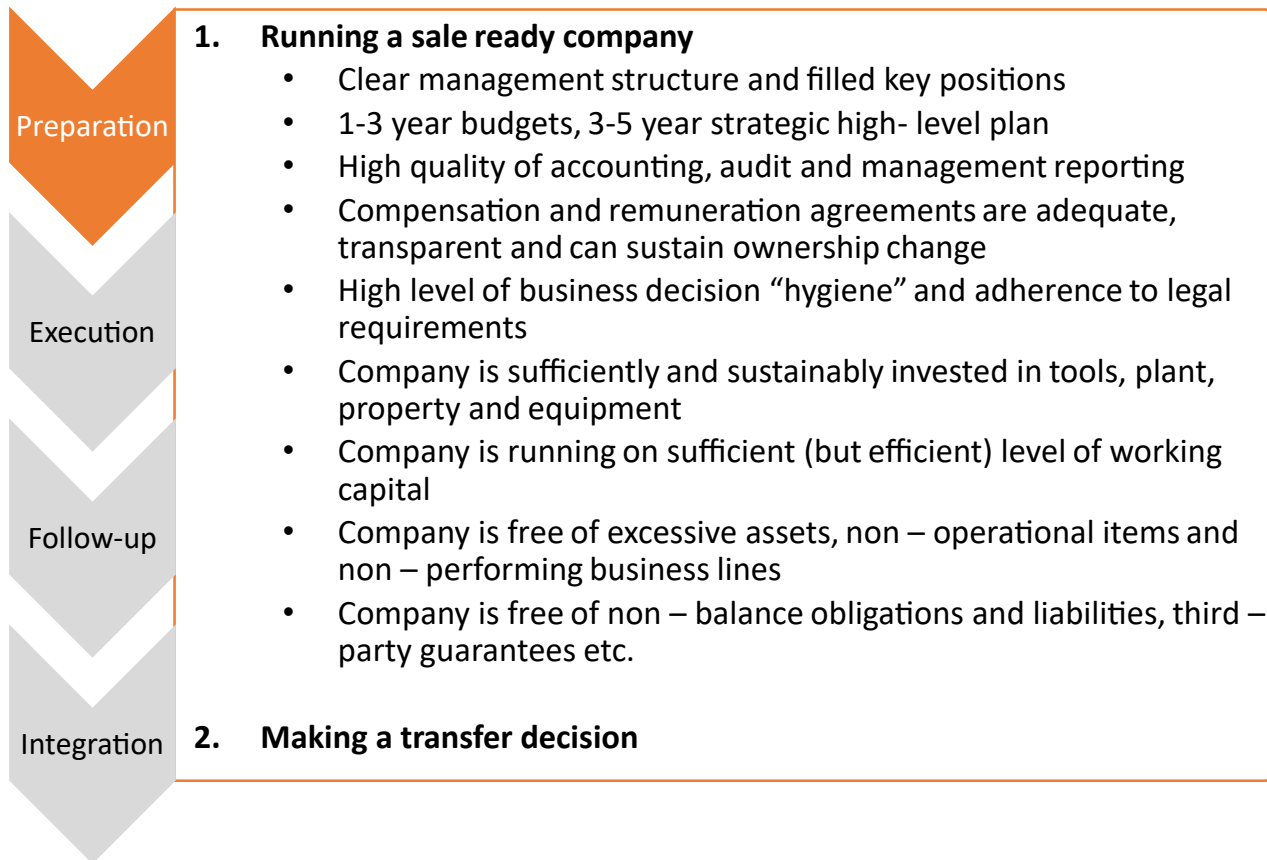 Preparation
Execution
Follow-up
Integration
1. Running a sale ready company
• Clear management structure and filled key positions
• 1-3 year budgets, 3-5 year strategic high- level plan
• High quality of accounting, audit and management reporting
• Compensation and remuneration agreements are adequate,
transparent and can sustain ownership change
• High level of business decision “hygiene” and adherence to legal
requirements
• Company is sufficiently and sustainably invested in tools, plant,
property and equipment
• Company is running on sufficient (but efficient) level of working
capital
• Company is free of excessive assets, non – operational items and
non – performing business lines
• Company is free of non – balance obligations and liabilities, third –
party guarantees etc.
2. Making a transfer decision